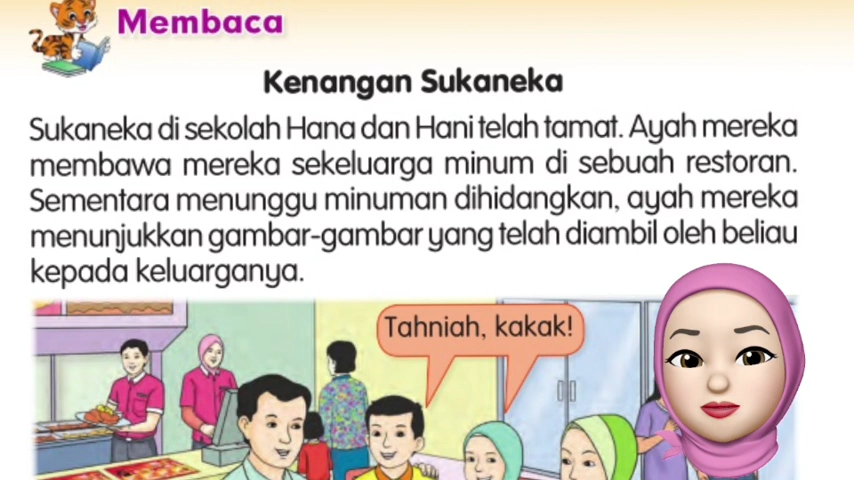 Membaca
Kenangan Sukaneka
Sukaneka di sekolah Hana dan Hani telah tamat. Ayah mereka
membawa mereka sekeluarga minum di sebuah restoran.
Sementara menunggu minuman dihidangkan, ayah mereka
menunjukkan gambar-gambar yang telah diambil oleh beliau
kepada keluarganya.
Tahniah, kakak!